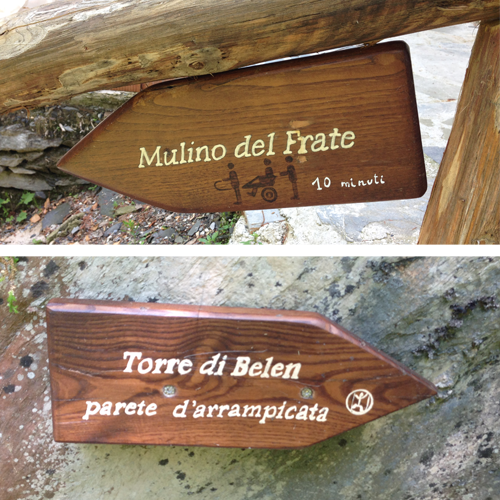 Mulino del Frate
10 minuti
Torre di Belen
parete d'arrampicata